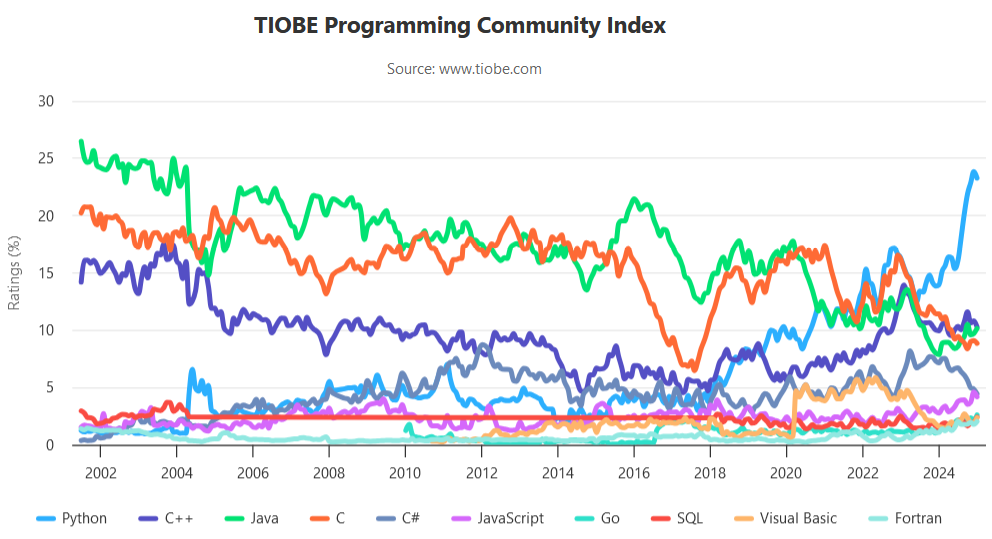 TIOBE Programming Community Index
Source: www.tiobe.com
Ratings (%)
30
25
20
15
10
5
0
2002 2004 2006 2008 2010 2012 2014 2016 2018 2020 2022 2024
Python C++ Java C C# JavaScript Go SQL Visual Basic Fortran